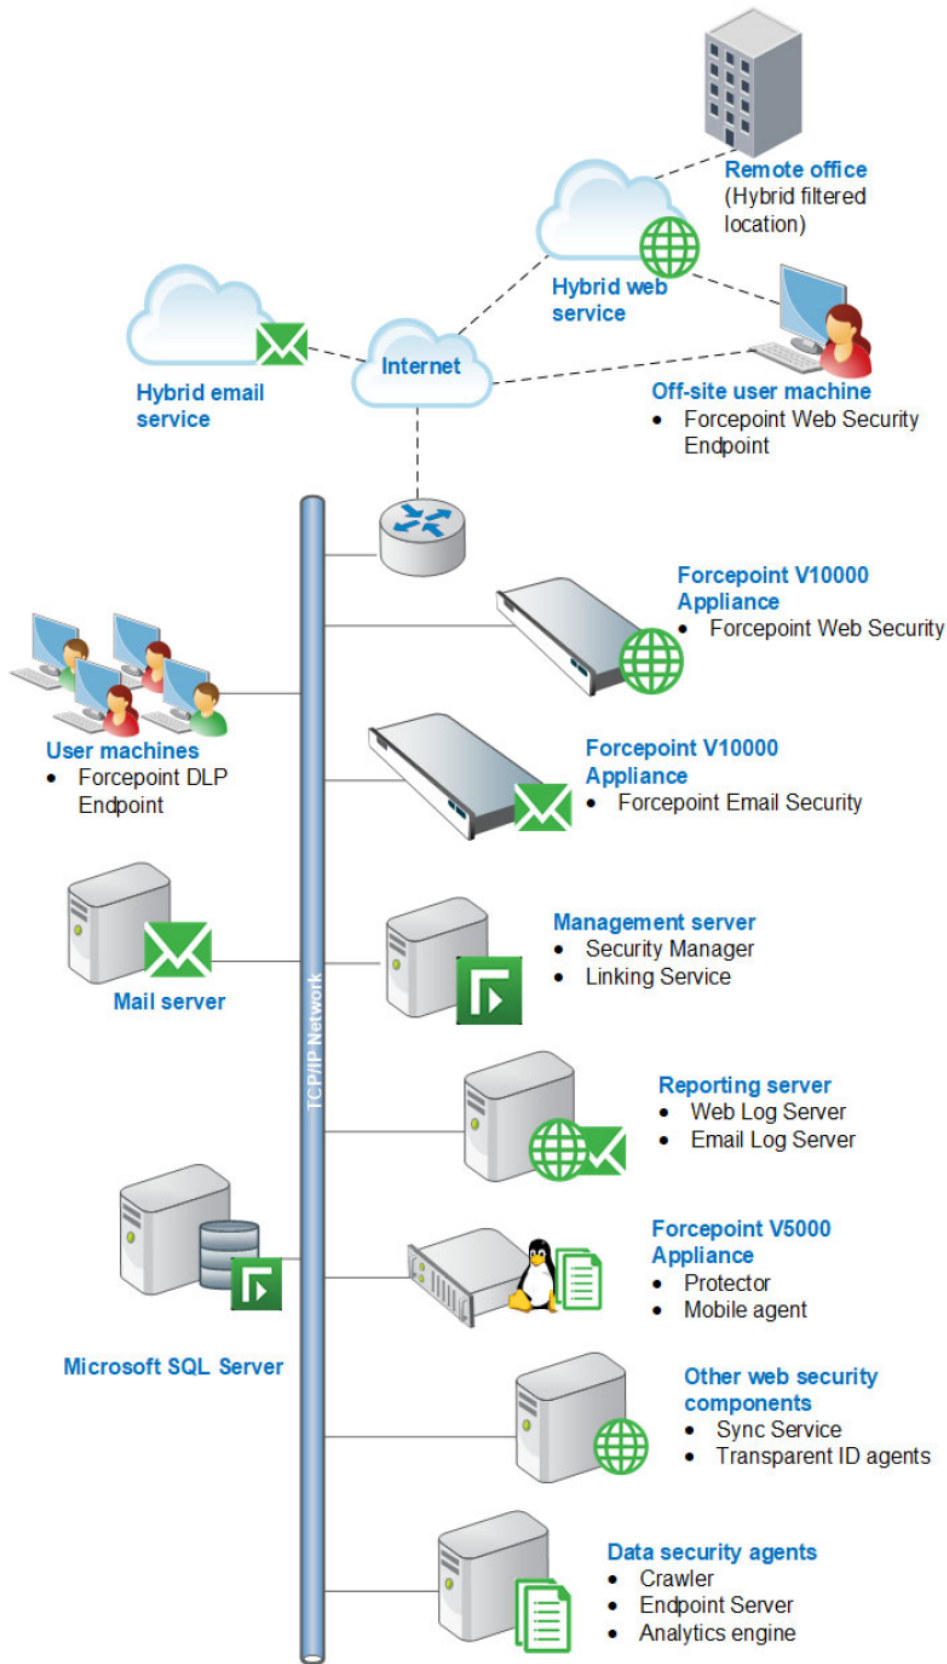 Remote office
(Hybrid filtered
location)
Hybrid web
service
Internet
Hybrid email
service
Off-site user machine
• Forcepoint Web Security
Endpoint
Forcepoint V10000
Appliance
• Forcepoint Web Security
User machines
• Forcepoint DLP
Endpoint
Forcepoint V10000
Appliance
• Forcepoint Email Security
Management server
• Security Manager
• Linking Service
Mail server
TCP/IP Network
Reporting server
• Web Log Server
• Email Log Server
Forcepoint V5000
Appliance
• Protector
• Mobile agent
Microsoft SQL Server
Other web security
components
• Sync Service
• Transparent ID agents
Data security agents
• Crawler
• Endpoint Server
• Analytics engine